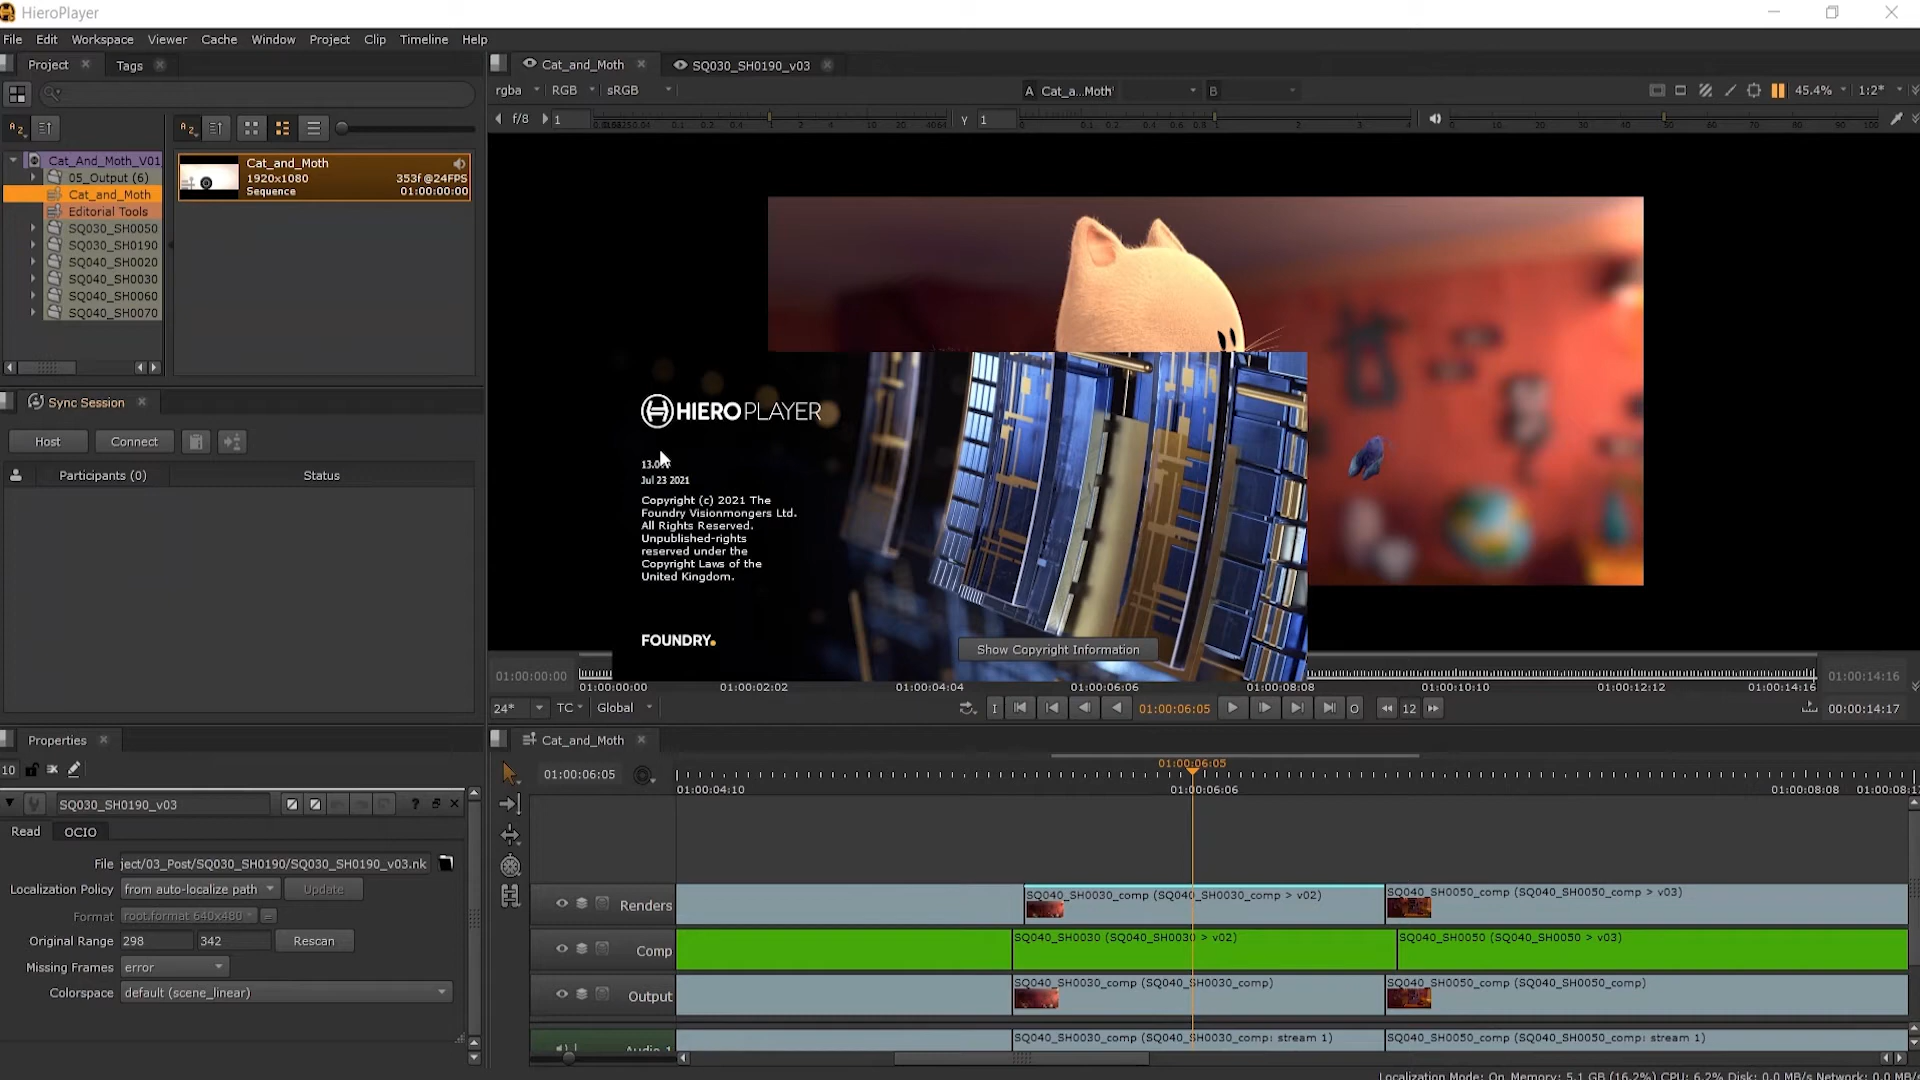 HieroPlayer
File Edit Workspaces Viewer Cache Window Project Clip Timeline Help
Project
Tags
Cat_And_Moth_V01
05_Output (6)
Cat_and_Moth
Editorial Tools
SQ030_SH0050
SQ030_SH0190
SQ040_SH0020
SQ040_SH0030
SQ040_SH0060
SQ040_SH0070
Cat_and_Moth
1920x1080 353f @24FPS
Sequence 01:00:00:00
Sync Session
Host Connect
Participants (0) Status
Properties
10
SQ030_SH0190_v03
Read OCIO
File ject/03_Post/SQ030_SH0190/SQ030_SH0190_v03.nk
Localization Policy from auto-localize path Update
Format root.format 640x480 =
Original Range 298 342 Rescan
Missing Frames error
Colorspace default (scene_linear)
Cat_and_Moth SQ030_SH0190_v03
rgba RGB sRGB A Cat_a...Moth* B 45.4% 1:2*
f/8 1 Y 1
HIEROPLAYER
Jul 23 2021
Copyright (c) 2021 The
Foundry Visionmongers Ltd.
All Rights Reserved.
Unpublished-rights
reserved under the
Copyright Laws of the
United Kingdom.
FOUNDRY.
Show Copyright Information
01:00:00:00 01:00:14:16
01:00:00:00 01:00:02:02 01:00:04:04 01:00:06:06 01:00:08:08 01:00:10:10 01:00:12:12 01:00:14:16
24* TC Global I 01:00:06:05 O 12 00:00:14:17
Cat_and_Moth
01:00:06:05
01:00:06:05
01:00:04:10 01:00:06:06 01:00:08:08
Renders
SQ040_SH0030_comp (SQ040_SH0030_comp > v02)
SQ040_SH0050_comp (SQ040_SH0050_comp > v03)
Comp
SQ040_SH0030 (SQ040_SH0030 > v02)
SQ040_SH0050 (SQ040_SH0050 > v03)
Output
SQ040_SH0030_comp (SQ040_SH0030_comp)
SQ040_SH0050_comp (SQ040_SH0050_comp)
Audio 1
SQ040_SH0030_comp (SQ040_SH0030_comp: stream 1)
SQ040_SH0050_comp (SQ040_SH0050_comp: stream 1)
Localization Mode: On Memory: 5.1 GB (16.2%) CPU: 6.2% Disk: 0.0 MB/s Network: 0.0 MB/s